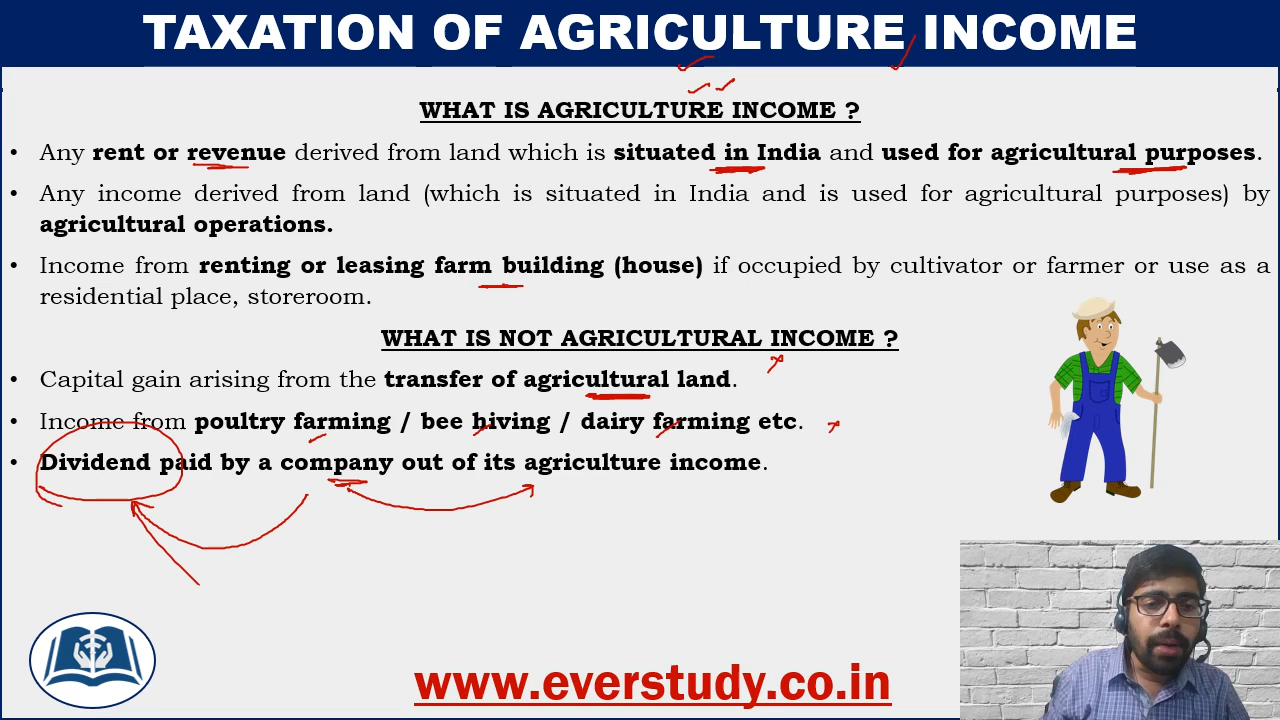 TAXATION OF AGRICULTURE INCOME
WHAT IS AGRICULTURE INCOME ?
• Any rent or revenue derived from land which is situated in India and used for agricultural purposes.
• Any income derived from land (which is situated in India and is used for agricultural purposes) by
agricultural operations.
• Income from renting or leasing farm building (house) if occupied by cultivator or farmer or use as a
residential place, storeroom.
WHAT IS NOT AGRICULTURAL INCOME ?
• Capital gain arising from the transfer of agricultural land.
• Income from poultry farming / bee hiving / dairy farming etc.
• Dividend paid by a company out of its agriculture income.
www.everstudy.co.in